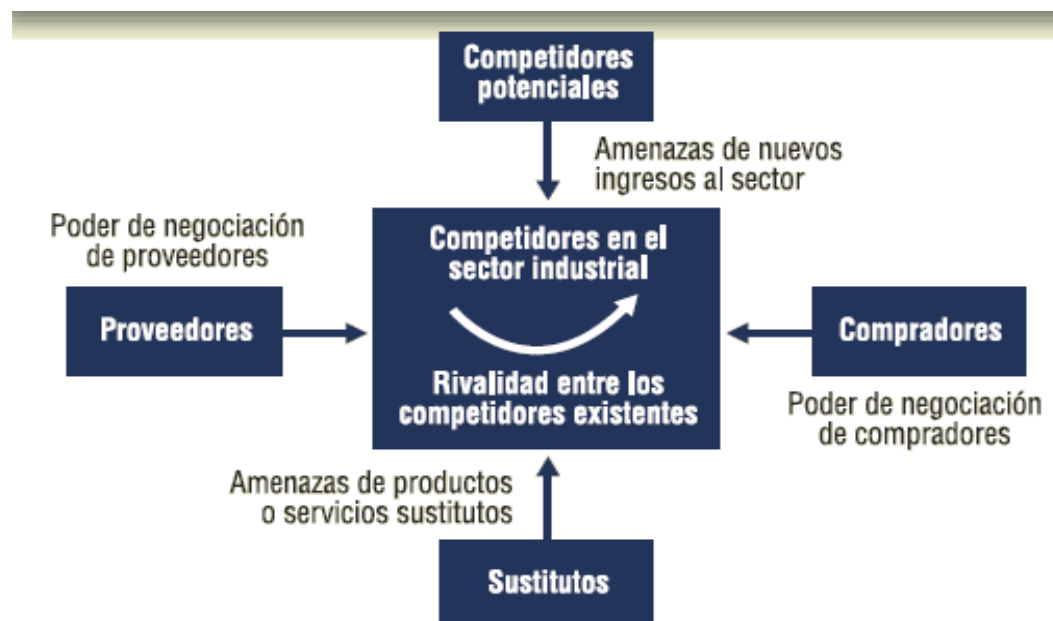 Competidores
potenciales
Amenazas de nuevos
ingresos al sector
Poder de negociación
de proveedores
Proveedores
Competidores en el
sector industrial
Rivalidad entre los
competidores existentes
Compradores
Poder de negociación
de compradores
Amenazas de productos
o servicios sustitutos
Sustitutos